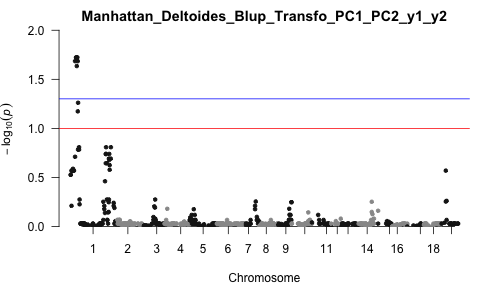 Manhattan_Deltoides_Blup_Transfo_PC1_PC2_y1_y2
2.0
1.5
1.0
0.5
0.0
− log10(p)
1 2 3 4 5 6 7 8 9 11 14 16 18
Chromosome